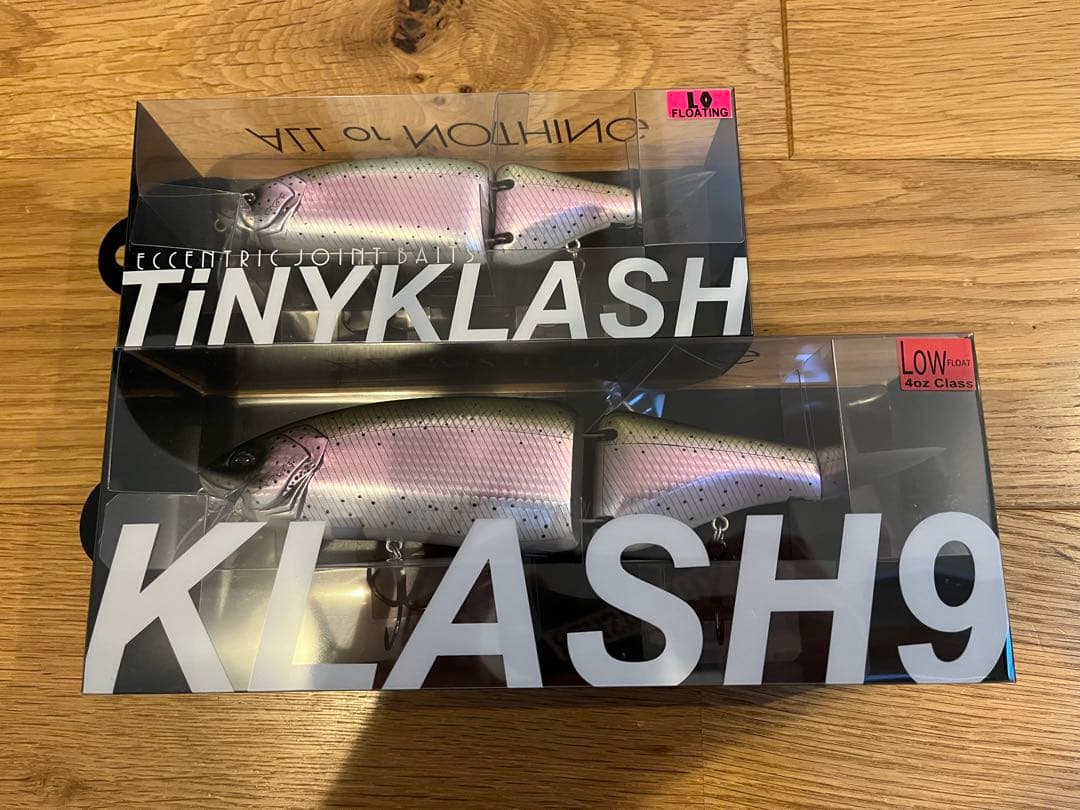 LO
FLOATING
ALL or NOTHING
ECCENTRIC JOINT BAITS
TiNYKLASH
LOW FLOAT
4oz Class
KLASH9